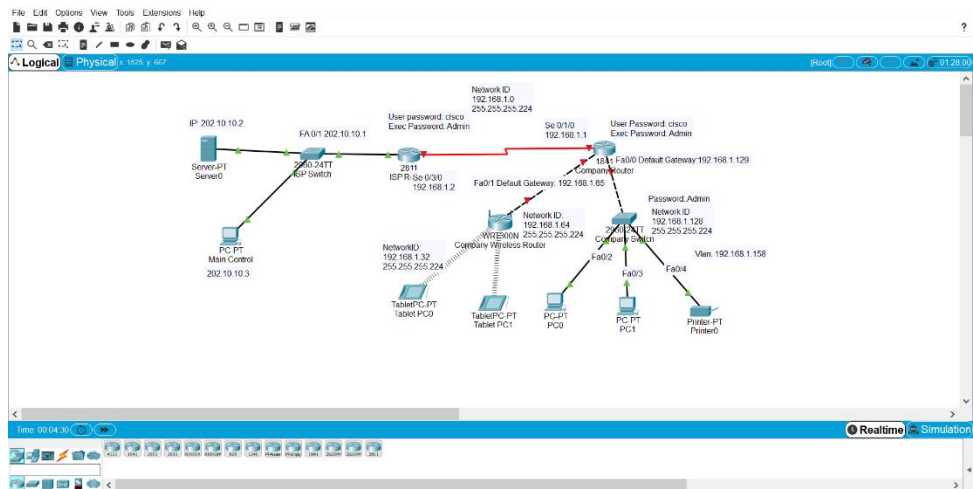 File Edit Options View Tools Extensions Help
?
Logical Physical x: 1525, y: 667
[Root] 01:28:00
Network ID
192.168.1.0
255.255.255.224
IP: 202.10.10.2
FA 0/1 202.10.10.1
User password: cisco
Exec Password: Admin
Se 0/1/0
192.168.1.1
User Password: cisco
Exec Password: Admin
Server-PT
Server0
2950-24TT
ISP Switch
2811
ISP R
Se 0/3/0
192.168.1.2
1841
Company Router
Fa0/0 Default Gateway:192.168.1.129
Fa0/1 Default Gateway: 192.168.1.65
PC-PT
Main Control
202.10.10.3
NetworkID:
192.168.1.32
255.255.255.224
WRT300N
Company Wireless Router
Network ID:
192.168.1.64
255.255.255.224
Password: Admin
Network ID
192.168.1.128
255.255.255.224
2950-24TT
Company Switch
Vlan: 192.168.1.158
Fa0/2
Fa0/3
Fa0/4
TabletPC-PT
Tablet PC0
TabletPC-PT
Tablet PC1
PC-PT
PC0
PC-PT
PC1
Printer-PT
Printer0
Time: 00:04:30
Realtime Simulation